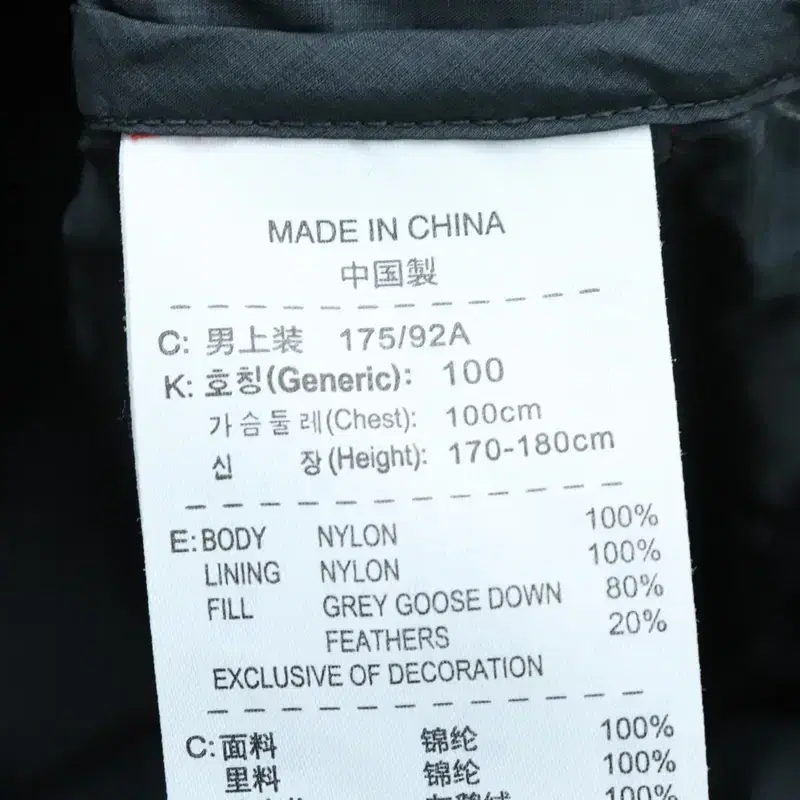 MADE IN CHINA
中国製
C: 男上装 175/92A
K: 호칭(Generic): 100
가슴둘레(Chest): 100cm
신 장(Height): 170-180cm
E: BODY NYLON 100%
LINING NYLON 100%
FILL GREY GOOSE DOWN 80%
FEATHERS 20%
EXCLUSIVE OF DECORATION
C: 面料 锦纶 100%
里料 锦纶 100%
100%